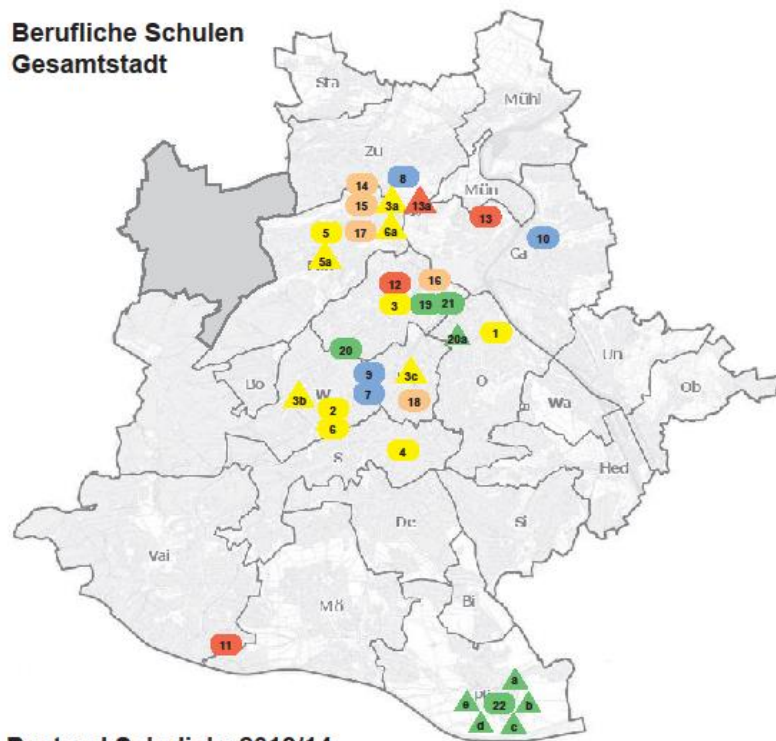 Berufliche Schulen
Gesamtstadt
Sta
Mühl
Zu
8
14
Mün
15
3a
13a
13
5
17
6a
10
Ca
5a
12
16
3
19
21
20a
1
20
Un
Bo
9
3c
O
Ob
3b
W
7
Wa
2
18
6
S
4
Hed
De
Si
Vai
Mö
Bi
11
a
e
22
b
d
c